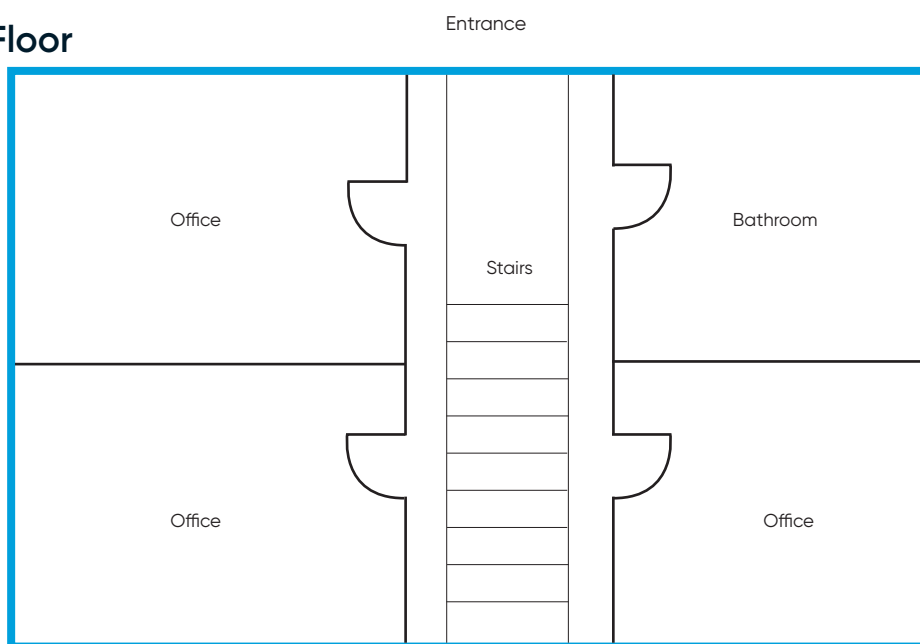 Entrance
Floor
Office
Bathroom
Stairs
Office
Office